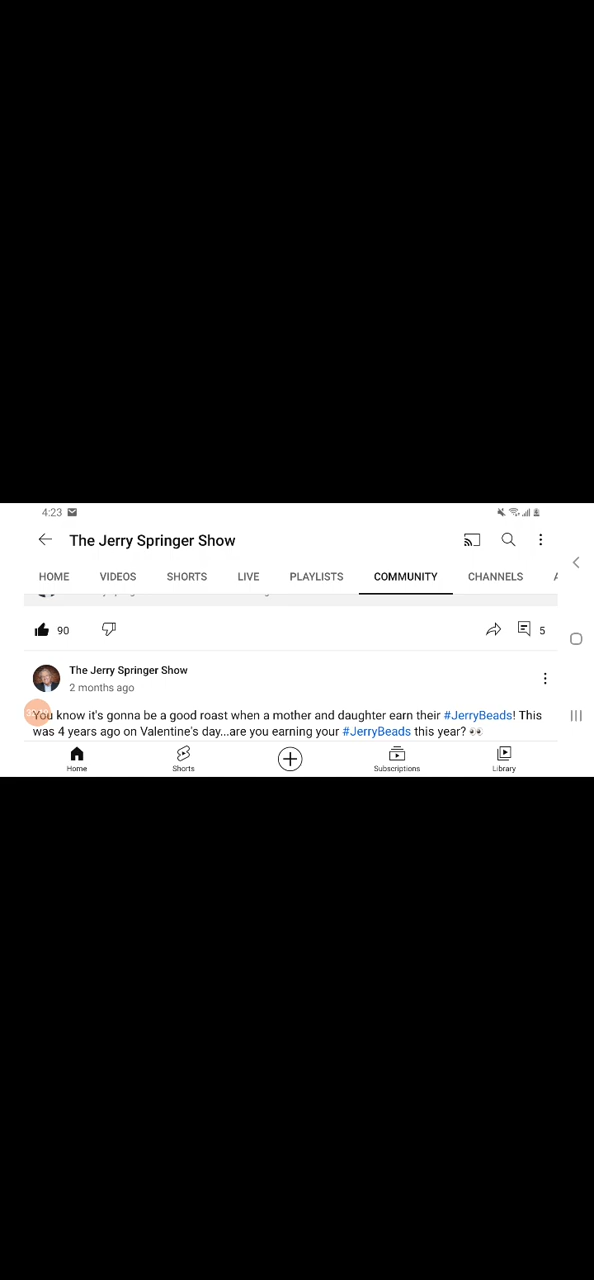 4:23
The Jerry Springer Show
HOME VIDEOS SHORTS LIVE PLAYLISTS COMMUNITY CHANNELS
90 5
The Jerry Springer Show
2 months ago
You know it's gonna be a good roast when a mother and daughter earn their #JerryBeads! This
was 4 years ago on Valentine's day...are you earning your #JerryBeads this year? 👀
Home Shorts Subscriptions Library